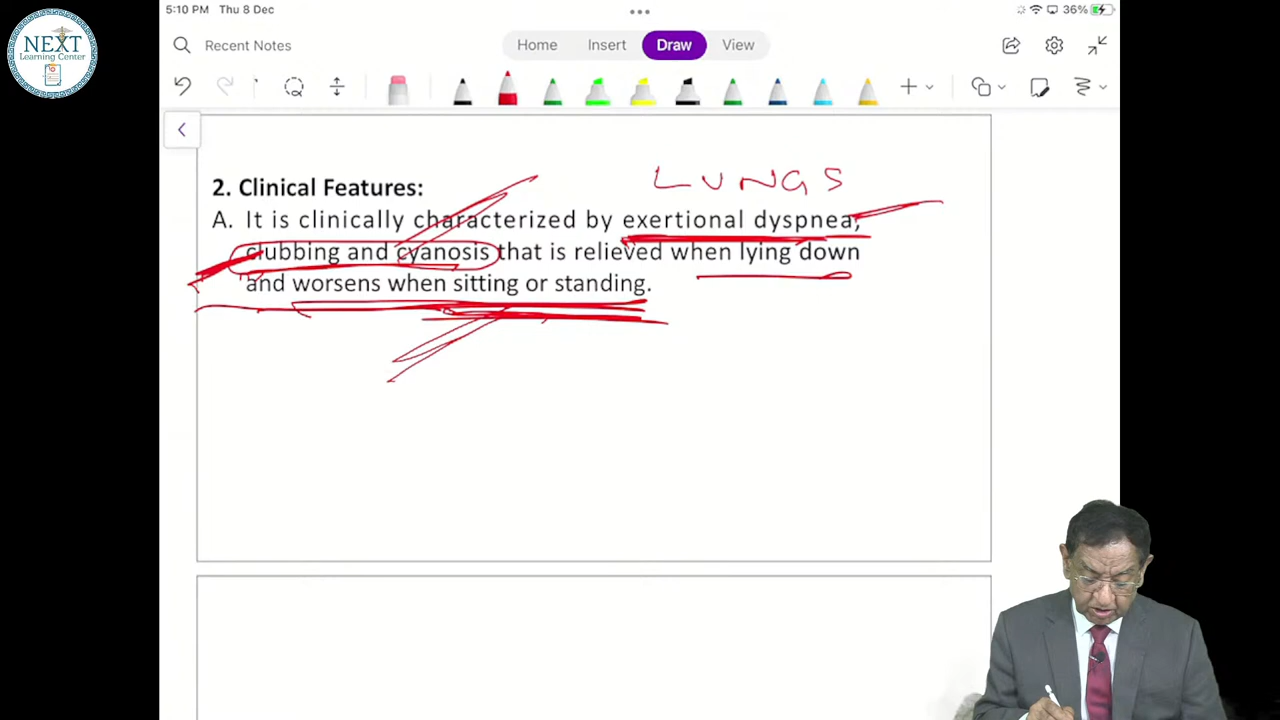 5:10 PM Thu 8 Dec
36%
NEXT
Learning Center
Recent Notes
Home Insert Draw View
LUNGS
2. Clinical Features:
A. It is clinically characterized by exertional dyspnea,
clubbing and cyanosis that is relieved when lying down
and worsens when sitting or standing.